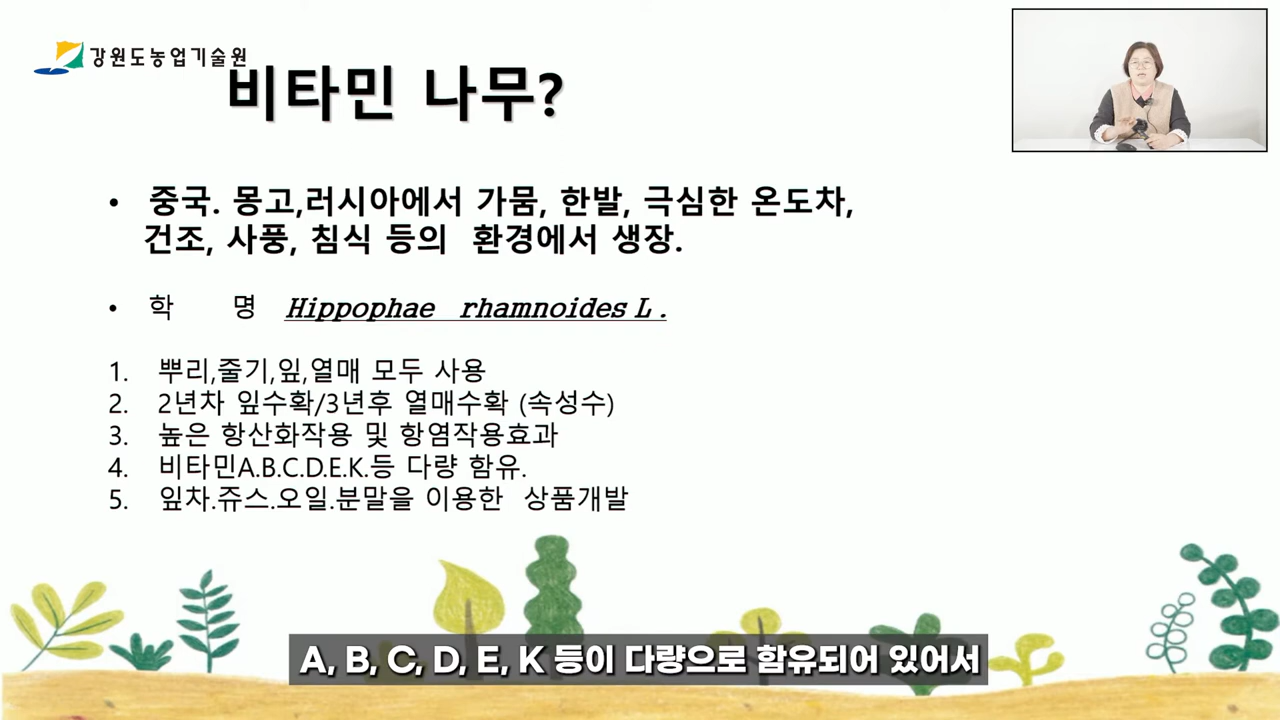 강원도농업기술원
비타민 나무?
• 중국. 몽고,러시아에서 가뭄, 한발, 극심한 온도차,
건조, 사풍, 침식 등의 환경에서 생장.
• 학 명 Hippophae rhamnoides L .
1. 뿌리,줄기,잎,열매 모두 사용
2. 2년차 잎수확/3년후 열매수확 (속성수)
3. 높은 항산화작용 및 항염작용효과
4. 비타민A.B.C.D.E.K.등 다량 함유.
5. 잎차.쥬스.오일.분말을 이용한 상품개발
A, B, C, D, E, K 등이 다량으로 함유되어 있어서